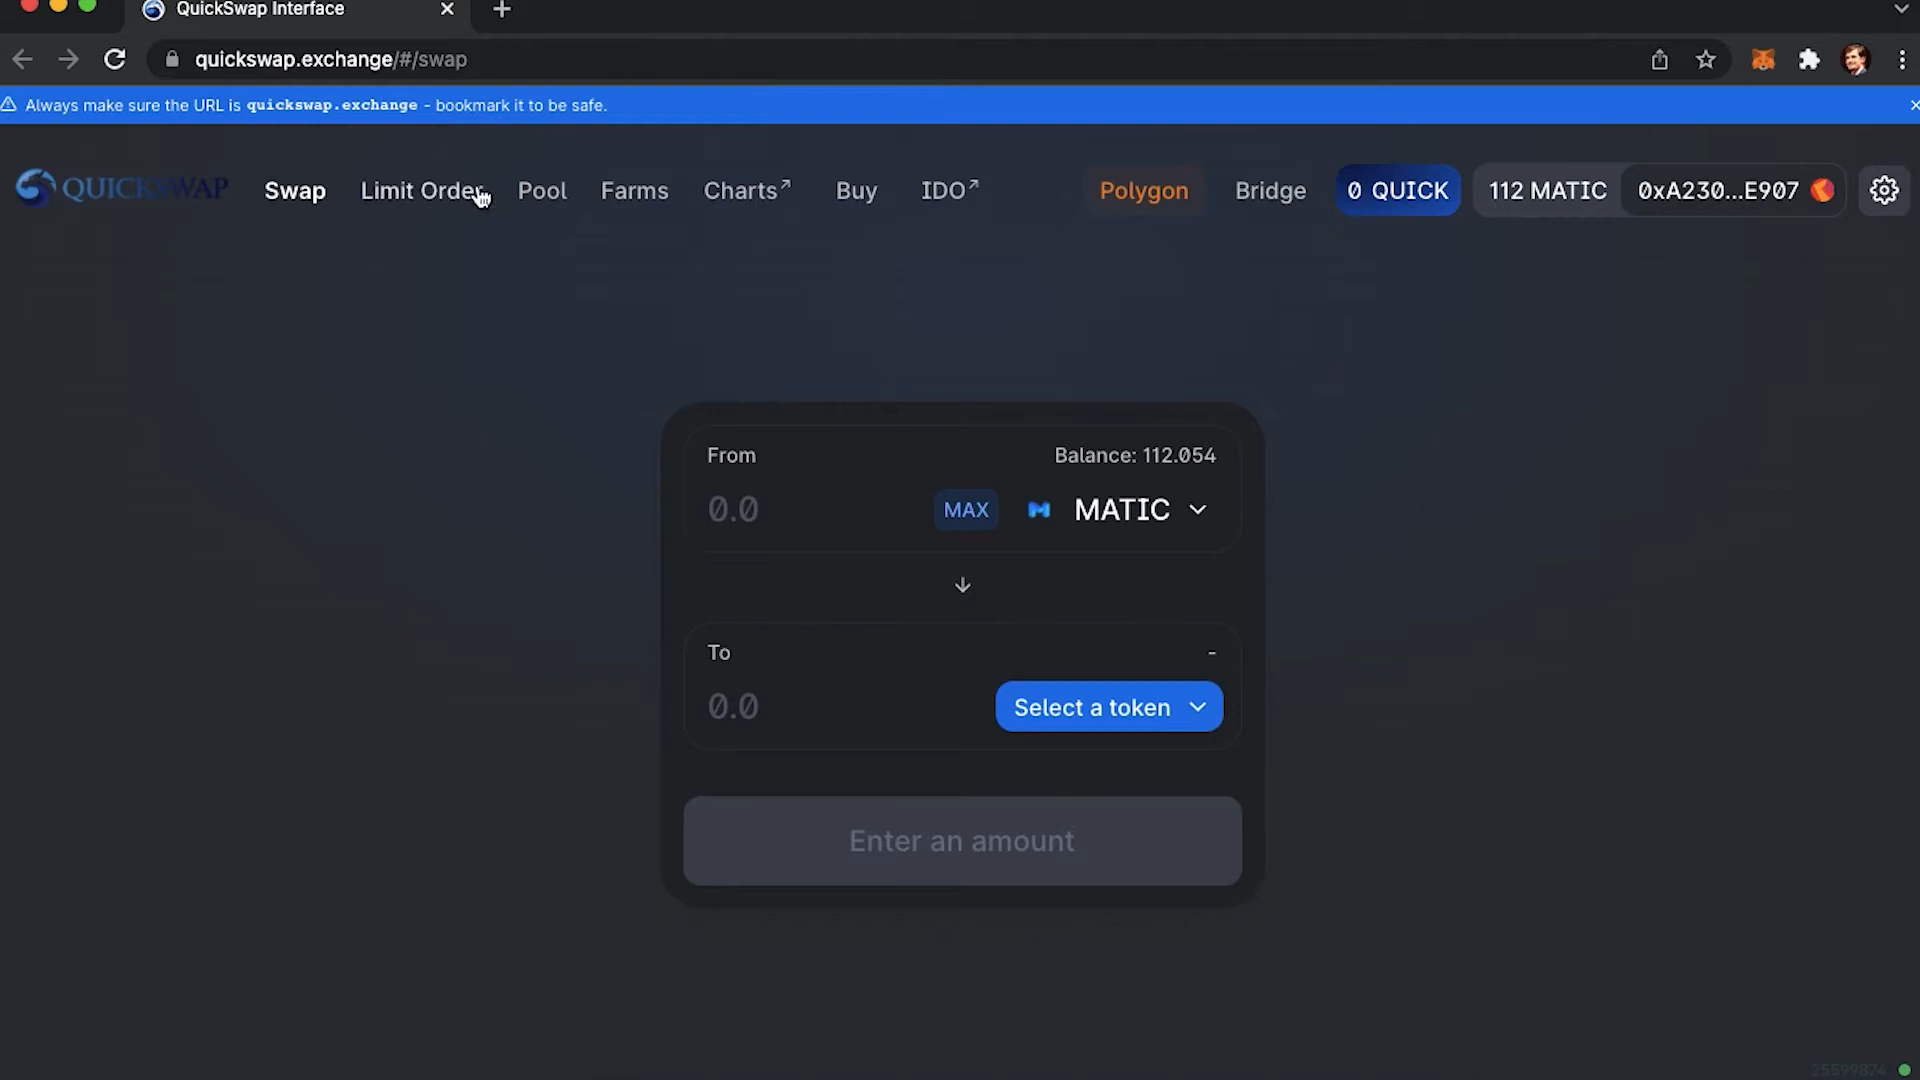 QuickSwap Interface
quickswap.exchange/#/swap
Always make sure the URL is quickswap.exchange - bookmark it to be safe.
QUICKSWAP Swap Limit Order Pool Farms Charts↗ Buy IDO↗ Polygon Bridge 0 QUICK 112 MATIC 0xA230...E907
From Balance: 112.054
0.0 MAX MATIC
To -
0.0 Select a token
Enter an amount
25599874